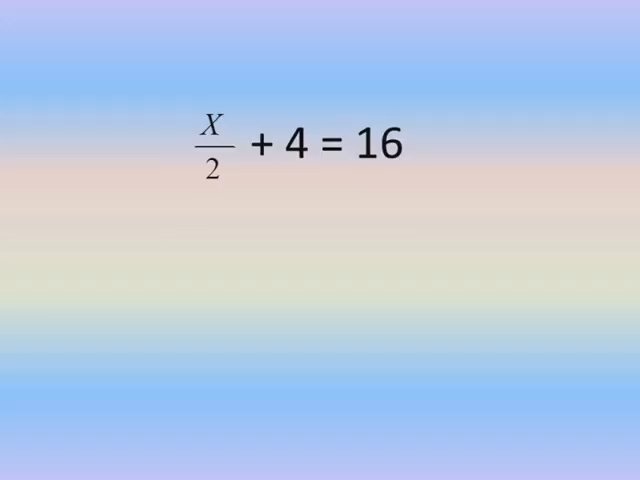 X/2 + 4 = 16